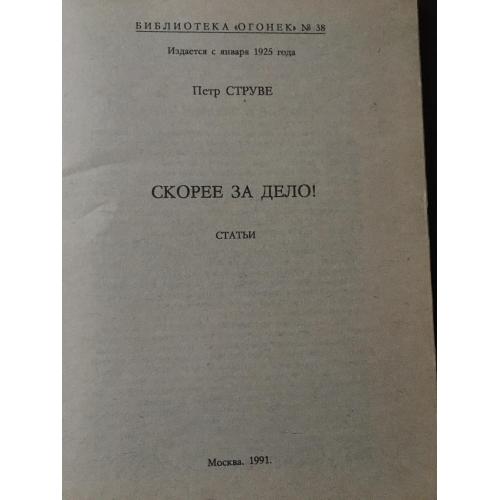 БИБЛИОТЕКА «ОГОНЕК» № 38
Издается с января 1925 года
Петр СТРУВЕ
СКОРЕЕ ЗА ДЕЛО!
СТАТЬИ
Москва. 1991.